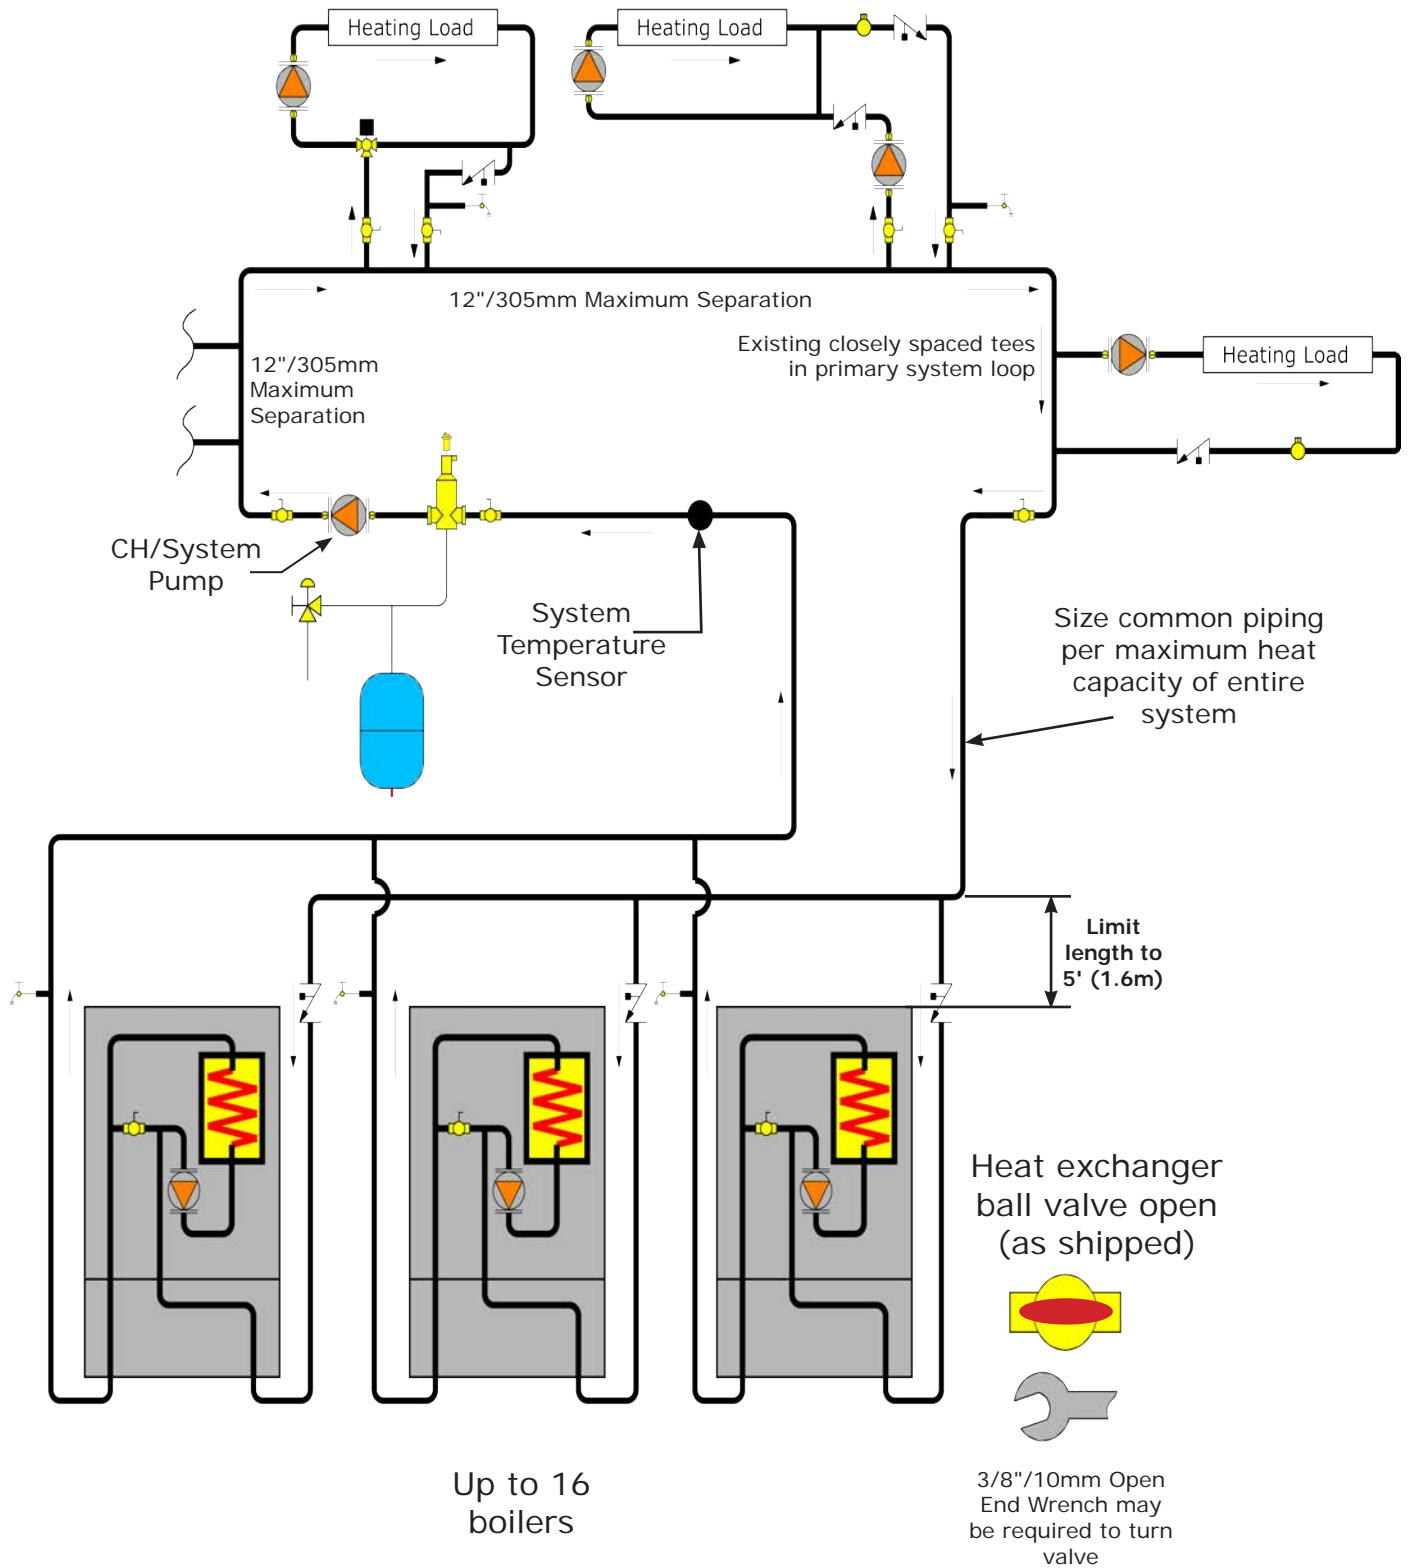 Heating Load
Heating Load
12"/305mm Maximum Separation
Existing closely spaced tees
in primary system loop
Heating Load
12"/305mm
Maximum
Separation
CH/System
Pump
System
Temperature
Sensor
Size common piping
per maximum heat
capacity of entire
system
Limit
length to
5' (1.6m)
Heat exchanger
ball valve open
(as shipped)
Up to 16
boilers
3/8"/10mm Open
End Wrench may
be required to turn
valve